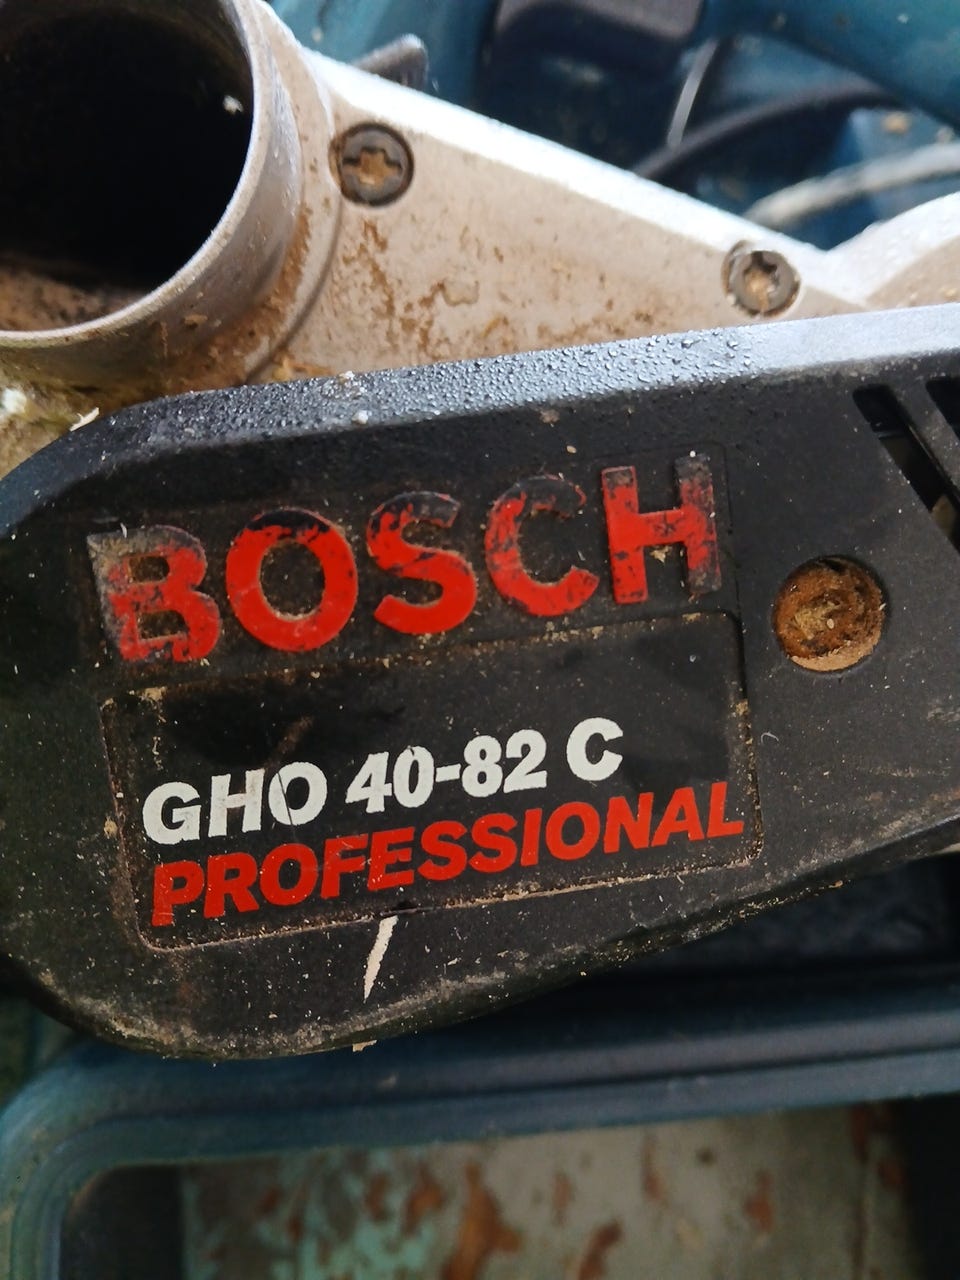 BOSCH
GHO 40-82 C
PROFESSIONAL